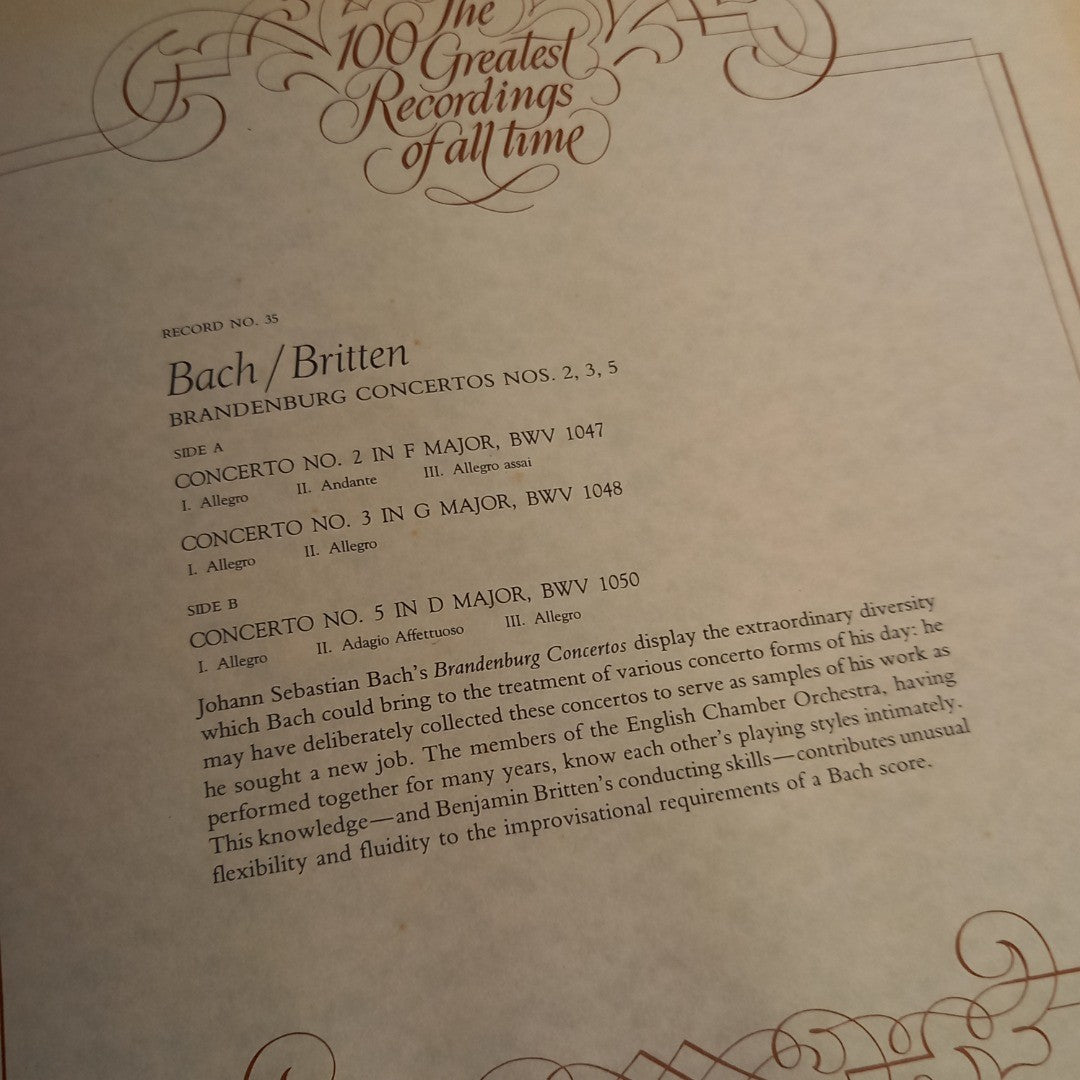 The
100 Greatest
Recordings
of all time
RECORD NO. 35
Bach / Britten
BRANDENBURG CONCERTOS NOS. 2, 3, 5
SIDE A
CONCERTO NO. 2 IN F MAJOR, BWV 1047
I. Allegro II. Andante III. Allegro assai
CONCERTO NO. 3 IN G MAJOR, BWV 1048
I. Allegro II. Allegro
SIDE B
CONCERTO NO. 5 IN D MAJOR, BWV 1050
I. Allegro II. Adagio Affettuoso III. Allegro
Johann Sebastian Bach's Brandenburg Concertos display the extraordinary diversity
which Bach could bring to the treatment of various concerto forms of his day: he
may have deliberately collected these concertos to serve as samples of his work as
he sought a new job. The members of the English Chamber Orchestra, having
performed together for many years, know each other's playing styles intimately.
This knowledge—and Benjamin Britten's conducting skills—contributes unusual
flexibility and fluidity to the improvisational requirements of a Bach score.